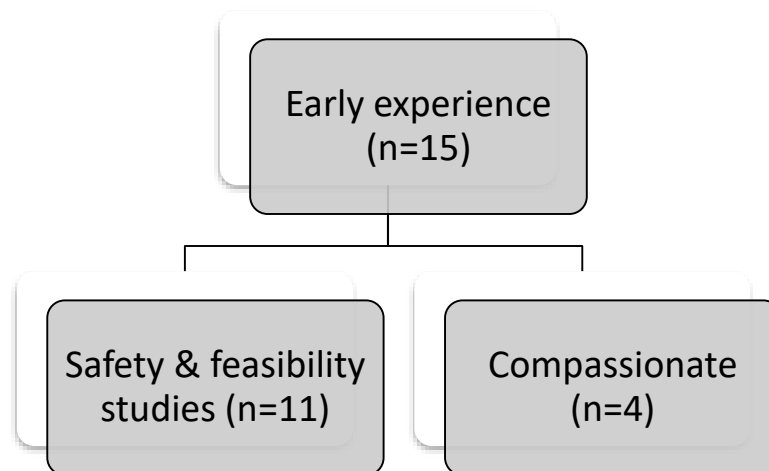 Early experience
(n=15)
Safety & feasibility
studies (n=11)
Compassionate
(n=4)